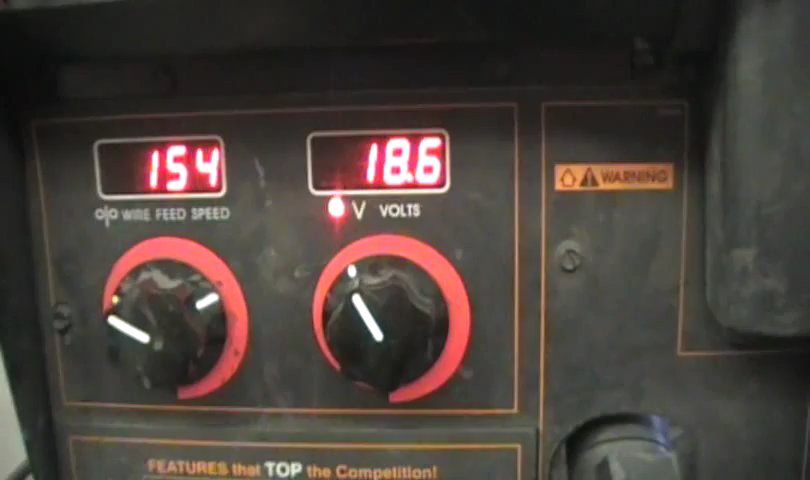 154
18.6
WIRE FEED SPEED
V VOLTS
WARNING
FEATURES that TOP the Competition!